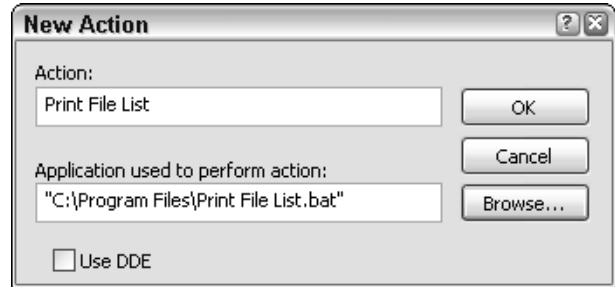 New Action
Action:
Print File List
OK
Cancel
Application used to perform action:
"C:\Program Files\Print File List.bat"
Browse...
Use DDE